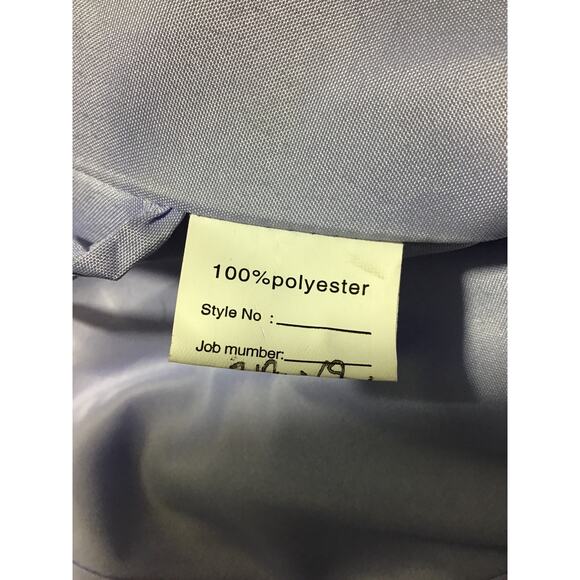 100%polyester
Style No :
Job mumber: